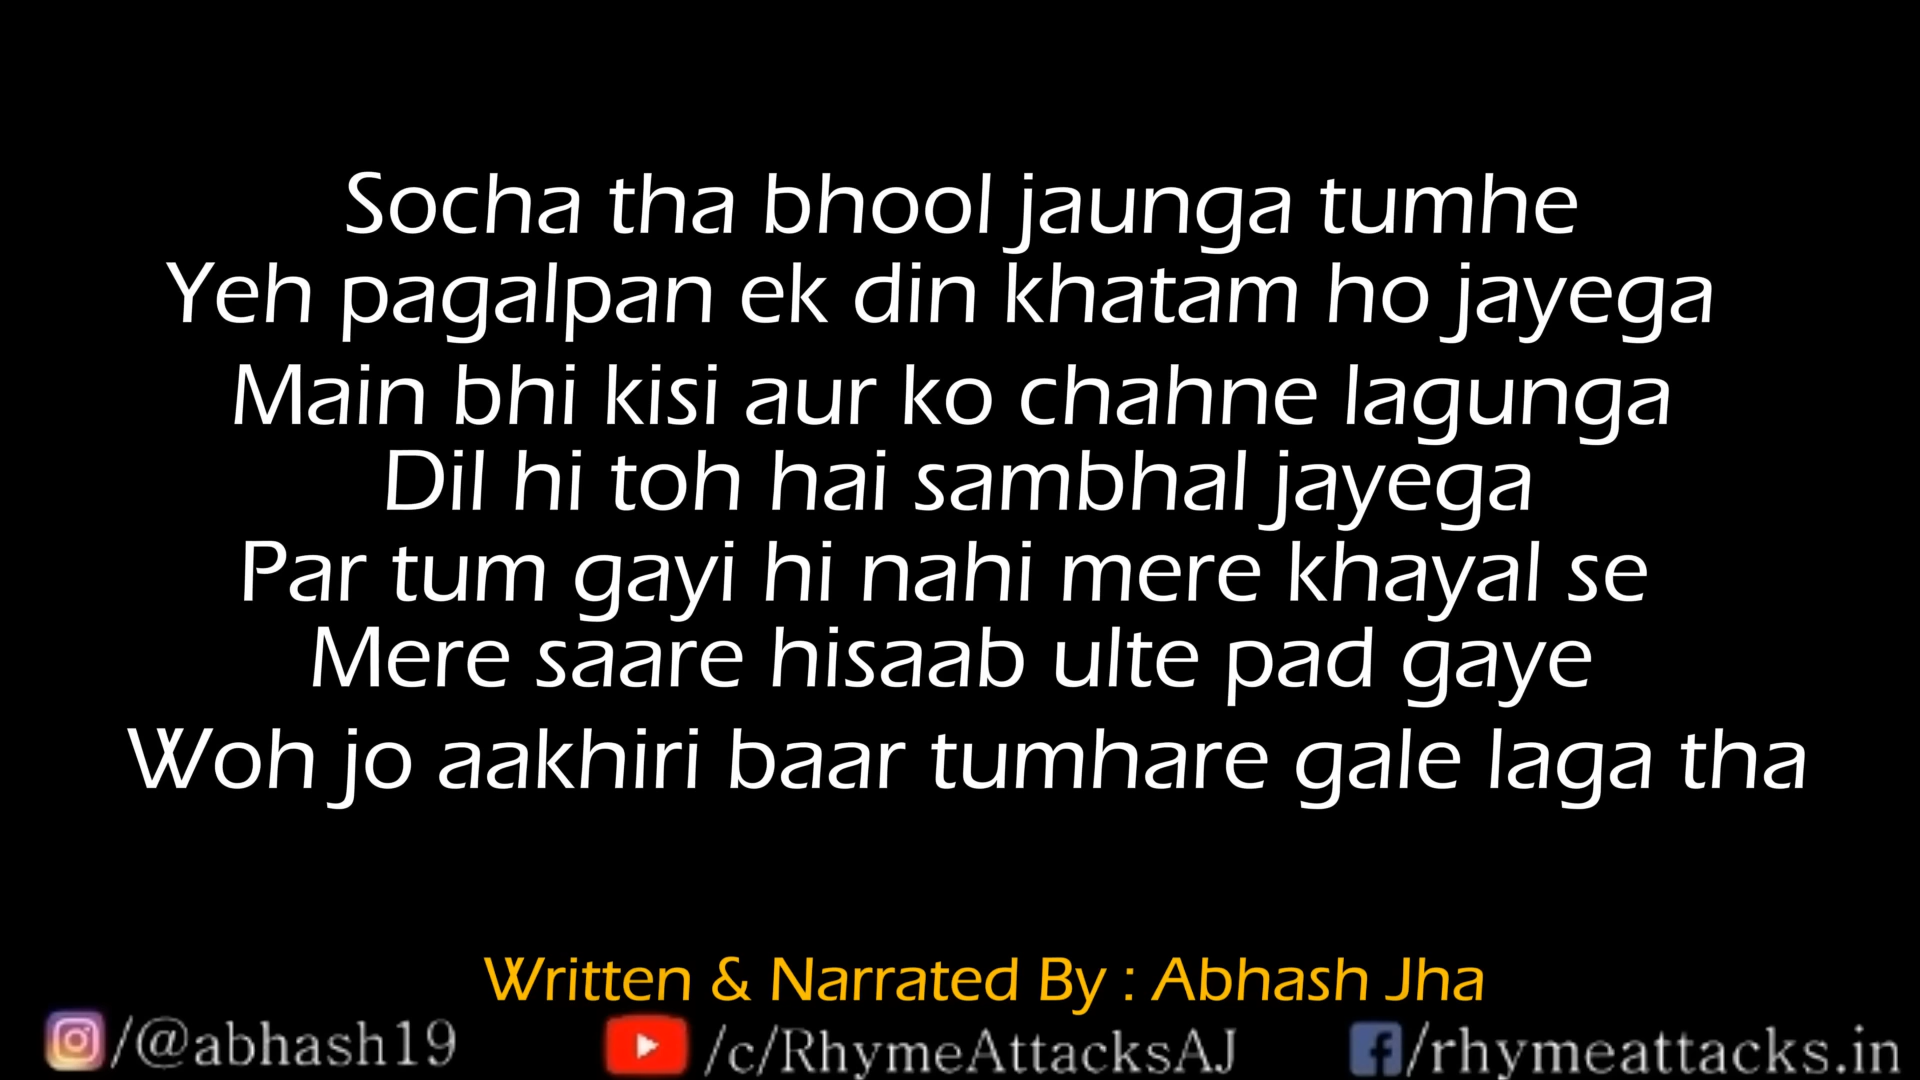 Socha tha bhool jaunga tumhe
Yeh pagalpan ek din khatam ho jayega
Main bhi kisi aur ko chahne lagunga
Dil hi toh hai sambhal jayega
Par tum gayi hi nahi mere khayal se
Mere saare hisaab ulte pad gaye
Woh jo aakhiri baar tumhare gale laga tha
Written & Narrated By : Abhash Jha
/@abhash19 /c/RhymeAttacksAJ /rhymeattacks.in